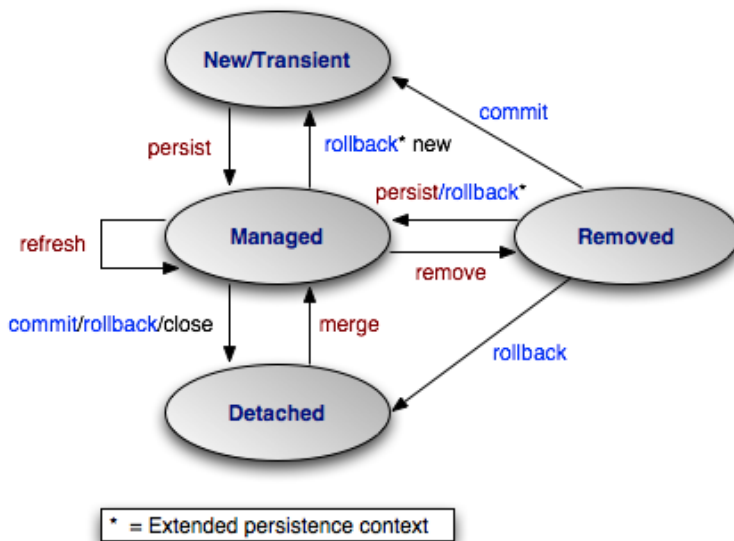 New/Transient
commit
persist
rollback* new
persist/rollback*
refresh
Managed
Removed
remove
commit/rollback/close
merge
rollback
Detached
* = Extended persistence context